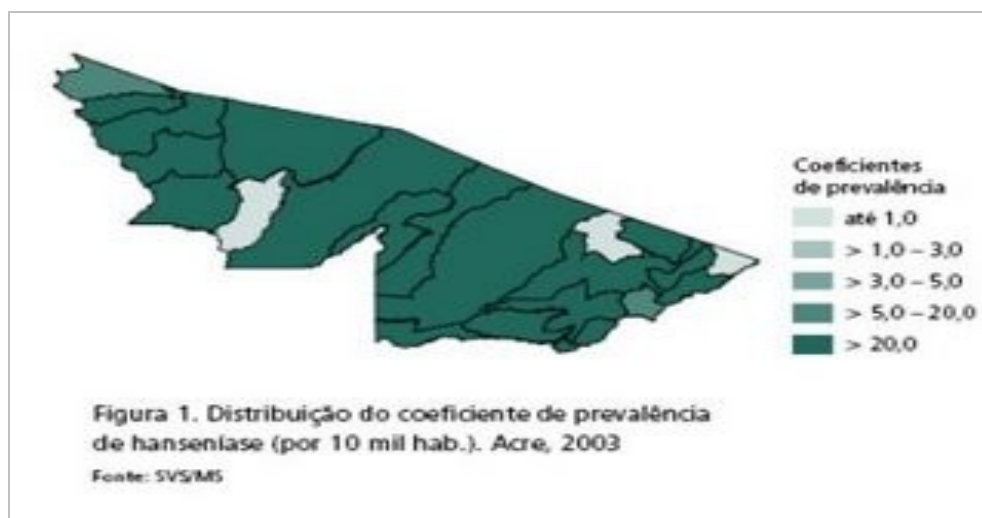 Coeficientes
de prevalência
até 1,0
> 1,0 – 3,0
> 3,0 – 5,0
> 5,0 – 20,0
> 20,0
Figura 1. Distribuição do coeficiente de prevalência
de hanseníase (por 10 mil hab.). Acre, 2003
Fonte: SVS/MS